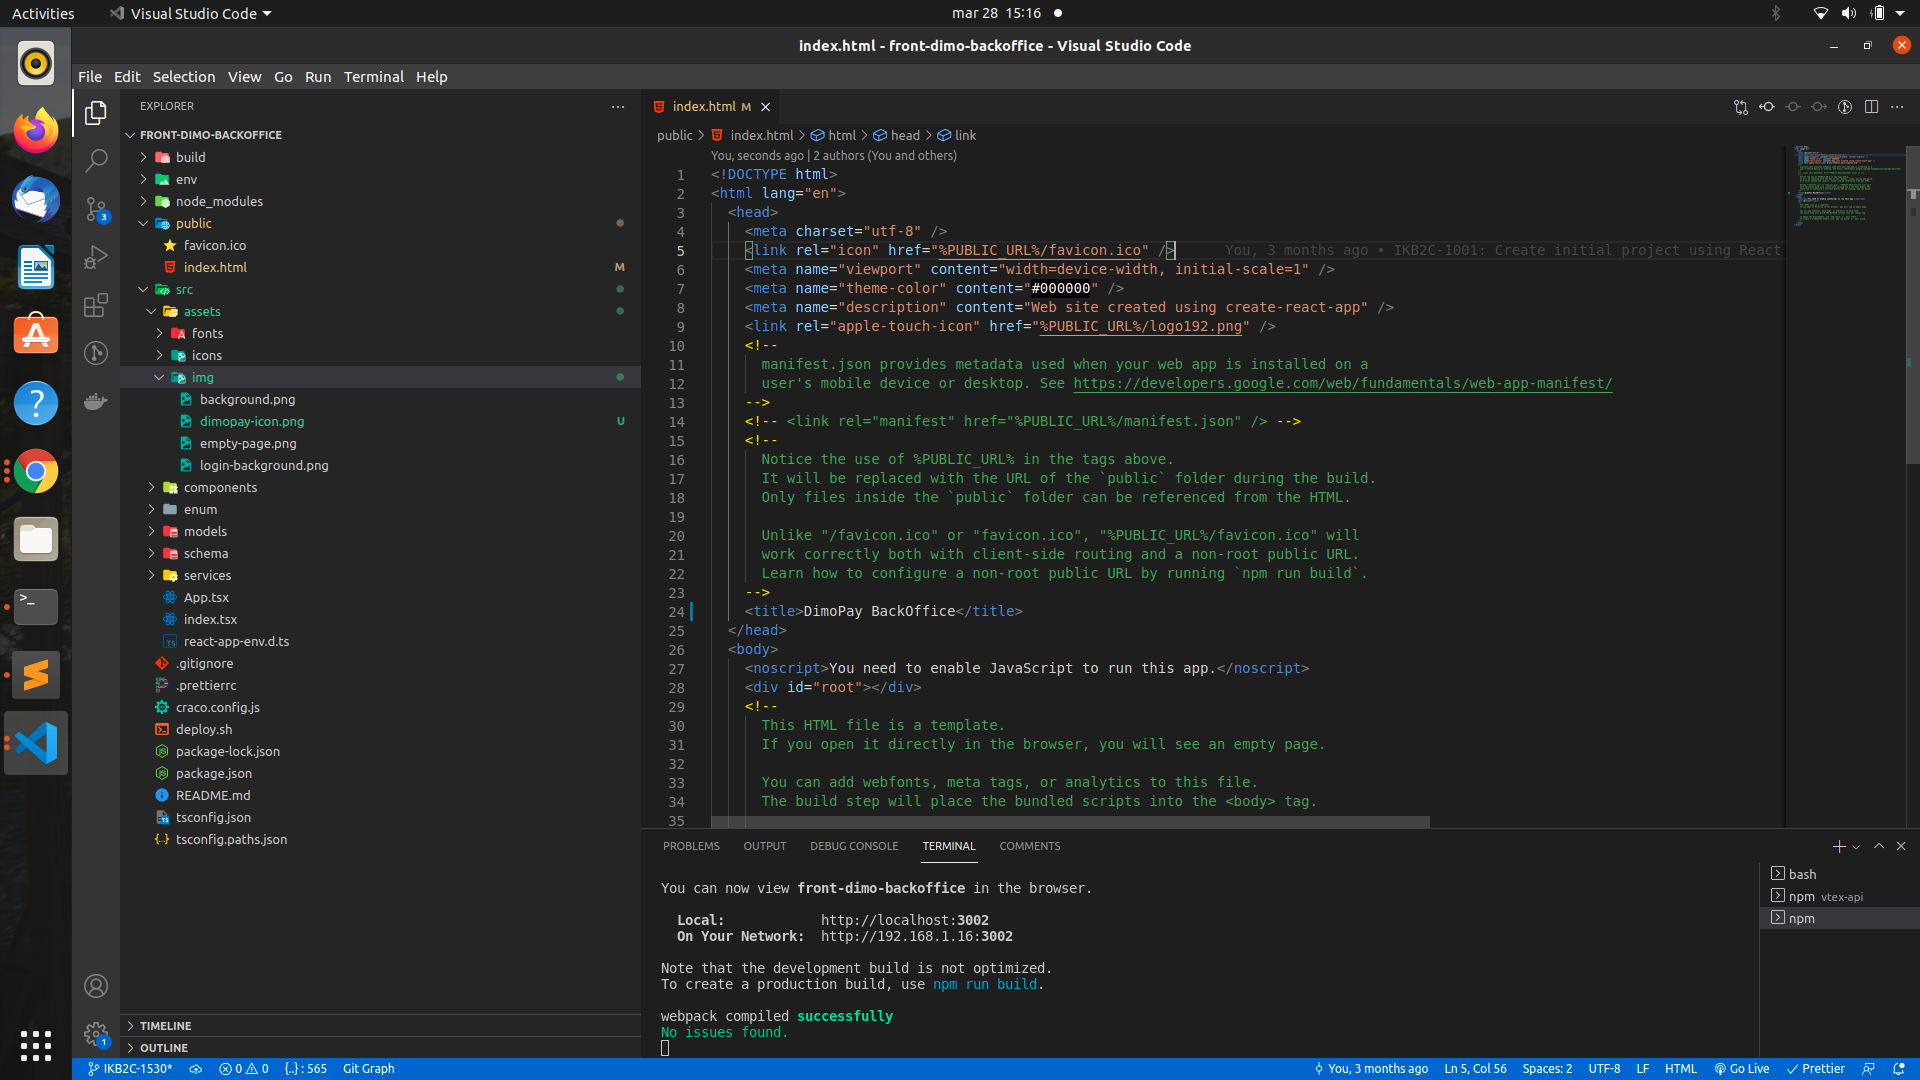 Activities
Visual Studio Code
mar 28 15:16
index.html - front-dimo-backoffice - Visual Studio Code
File Edit Selection View Go Run Terminal Help
EXPLORER
FRONT-DIMO-BACKOFFICE
build
env
node_modules
public
favicon.ico
index.html M
src
assets
fonts
icons
img
background.png
dimopay-icon.png U
empty-page.png
login-background.png
components
enum
models
schema
services
App.tsx
index.tsx
react-app-env.d.ts
.gitignore
.prettierrc
craco.config.js
deploy.sh
package-lock.json
package.json
README.md
tsconfig.json
tsconfig.paths.json
TIMELINE
OUTLINE
3
1
index.html M
public > index.html > html > head > link
You, seconds ago | 2 authors (You and others)
1 <!DOCTYPE html>
2 <html lang="en">
3 <head>
4 <meta charset="utf-8" />
5 <link rel="icon" href="%PUBLIC_URL%/favicon.ico" /> You, 3 months ago • IKB2C-1001: Create initial project using React
6 <meta name="viewport" content="width=device-width, initial-scale=1" />
7 <meta name="theme-color" content="#000000" />
8 <meta name="description" content="Web site created using create-react-app" />
9 <link rel="apple-touch-icon" href="%PUBLIC_URL%/logo192.png" />
10 <!--
11 manifest.json provides metadata used when your web app is installed on a
12 user's mobile device or desktop. See https://developers.google.com/web/fundamentals/web-app-manifest/
13 -->
14 <!-- <link rel="manifest" href="%PUBLIC_URL%/manifest.json" /> -->
15 <!--
16 Notice the use of %PUBLIC_URL% in the tags above.
17 It will be replaced with the URL of the `public` folder during the build.
18 Only files inside the `public` folder can be referenced from the HTML.
19
20 Unlike "/favicon.ico" or "favicon.ico", "%PUBLIC_URL%/favicon.ico" will
21 work correctly both with client-side routing and a non-root public URL.
22 Learn how to configure a non-root public URL by running `npm run build`.
23 -->
24 <title>DimoPay BackOffice</title>
25 </head>
26 <body>
27 <noscript>You need to enable JavaScript to run this app.</noscript>
28 <div id="root"></div>
29 <!--
30 This HTML file is a template.
31 If you open it directly in the browser, you will see an empty page.
32
33 You can add webfonts, meta tags, or analytics to this file.
34 The build step will place the bundled scripts into the <body> tag.
35
PROBLEMS OUTPUT DEBUG CONSOLE TERMINAL COMMENTS
You can now view front-dimo-backoffice in the browser.
Local: http://localhost:3002
On Your Network: http://192.168.1.16:3002
Note that the development build is not optimized.
To create a production build, use npm run build.
webpack compiled successfully
No issues found.
bash
npm vtex-api
npm
IKB2C-1530* 0 0 {..} : 565 Git Graph
You, 3 months ago Ln 5, Col 56 Spaces: 2 UTF-8 LF HTML Go Live Prettier